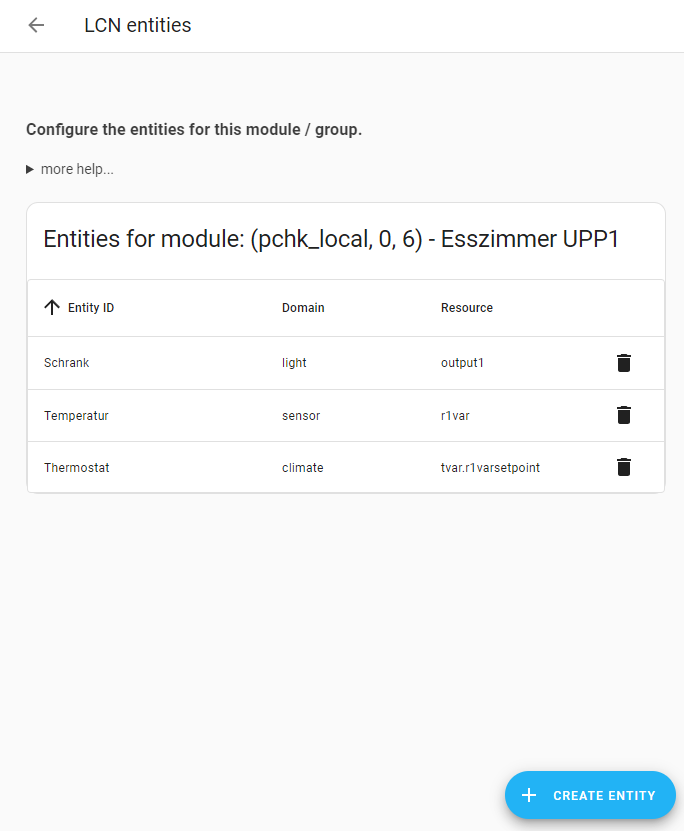 LCN entities
Configure the entities for this module / group.
more help...
Entities for module: (pchk_local, 0, 6) - Esszimmer UPP1
Entity ID Domain Resource
Schrank light output1
Temperatur sensor r1var
Thermostat climate tvar.r1varsetpoint
CREATE ENTITY